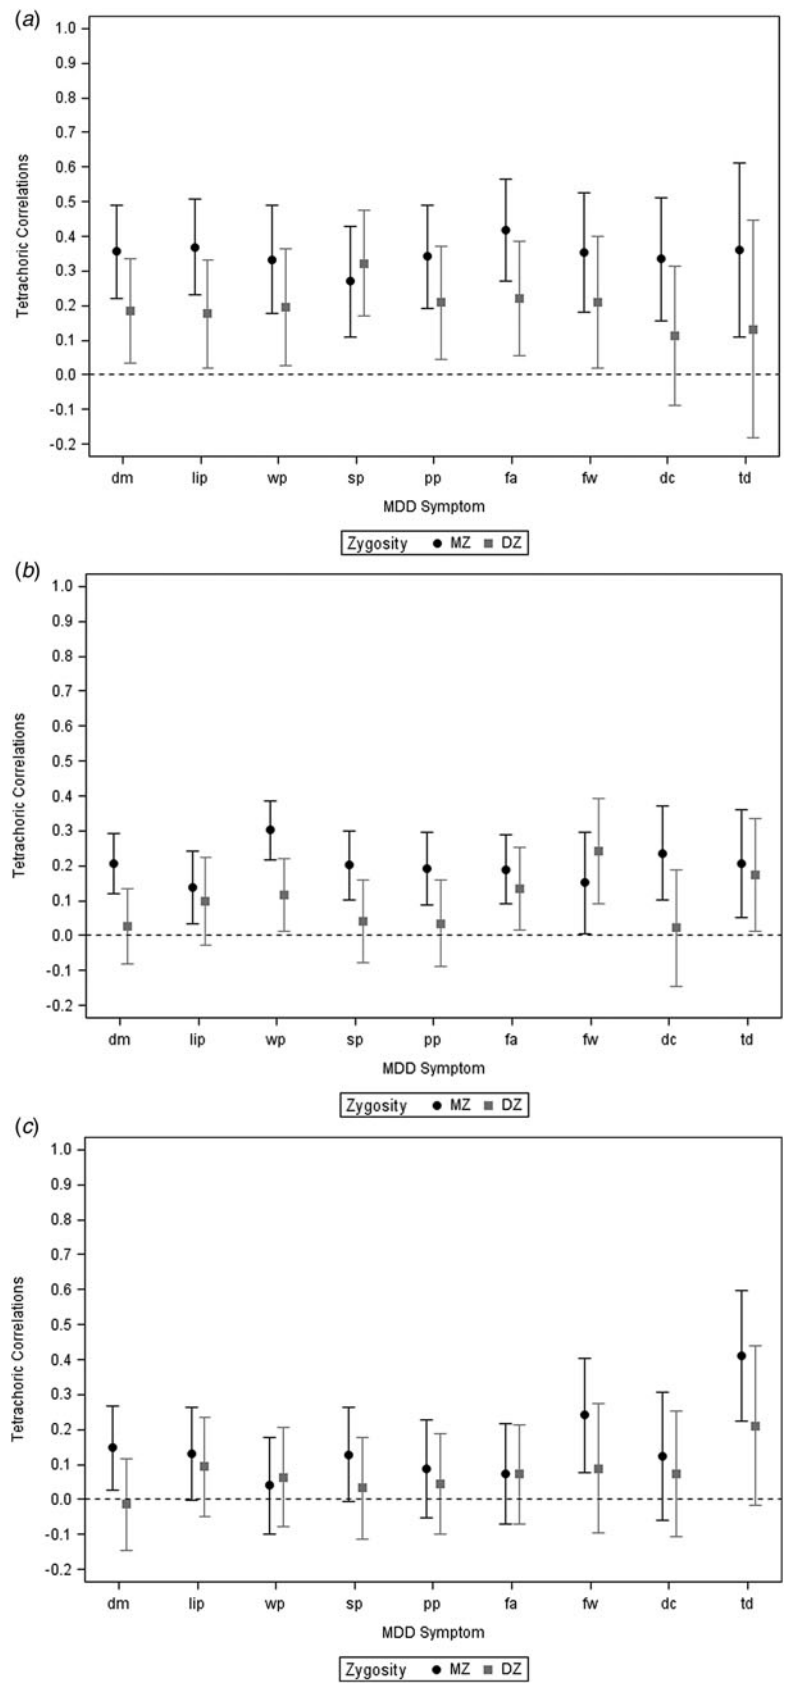 (a)
1.0
0.9
0.8
0.7
0.6
0.5
0.4
0.3
0.2
0.1
0.0
-0.1
-0.2
Tetrachoric Correlations
dm lip wp sp pp fa fw dc td
MDD Symptom
Zygosity MZ DZ
(b)
1.0
0.9
0.8
0.7
0.6
0.5
0.4
0.3
0.2
0.1
0.0
-0.1
-0.2
Tetrachoric Correlations
dm lip wp sp pp fa fw dc td
MDD Symptom
Zygosity MZ DZ
(c)
1.0
0.9
0.8
0.7
0.6
0.5
0.4
0.3
0.2
0.1
0.0
-0.1
-0.2
Tetrachoric Correlations
dm lip wp sp pp fa fw dc td
MDD Symptom
Zygosity MZ DZ